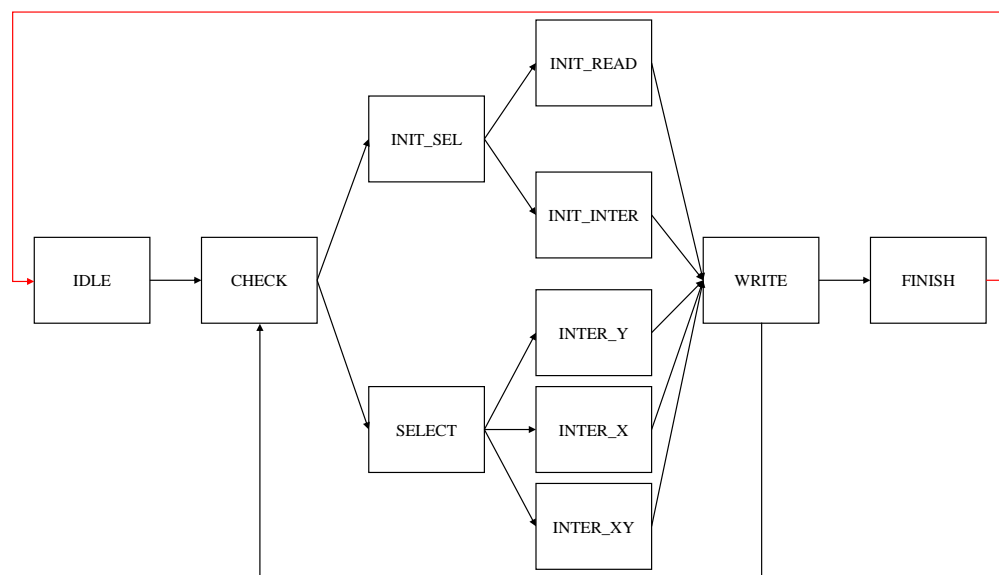 INIT_READ
INIT_SEL
INIT_INTER
IDLE
CHECK
WRITE
FINISH
INTER_Y
SELECT
INTER_X
INTER_XY